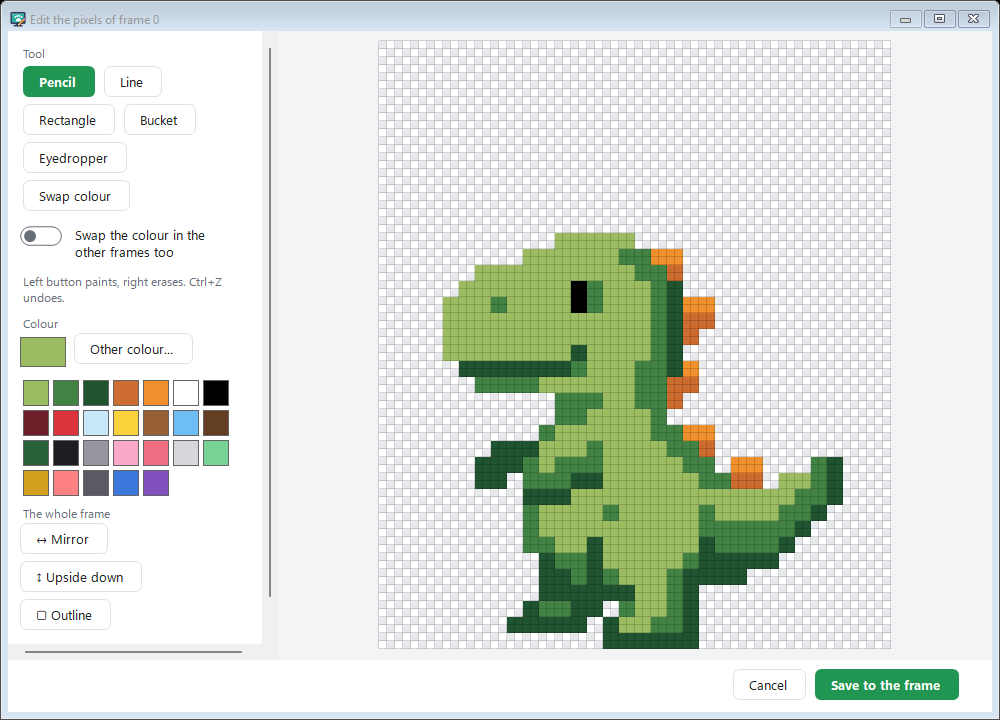 Edit the pixels of frame 0
Tool
Pencil
Line
Rectangle
Bucket
Eyedropper
Swap colour
Swap the colour in the
other frames too
Left button paints, right erases. Ctrl+Z
undoes.
Colour
Other colour...
The whole frame
↔ Mirror
↕ Upside down
▢ Outline
Cancel
Save to the frame